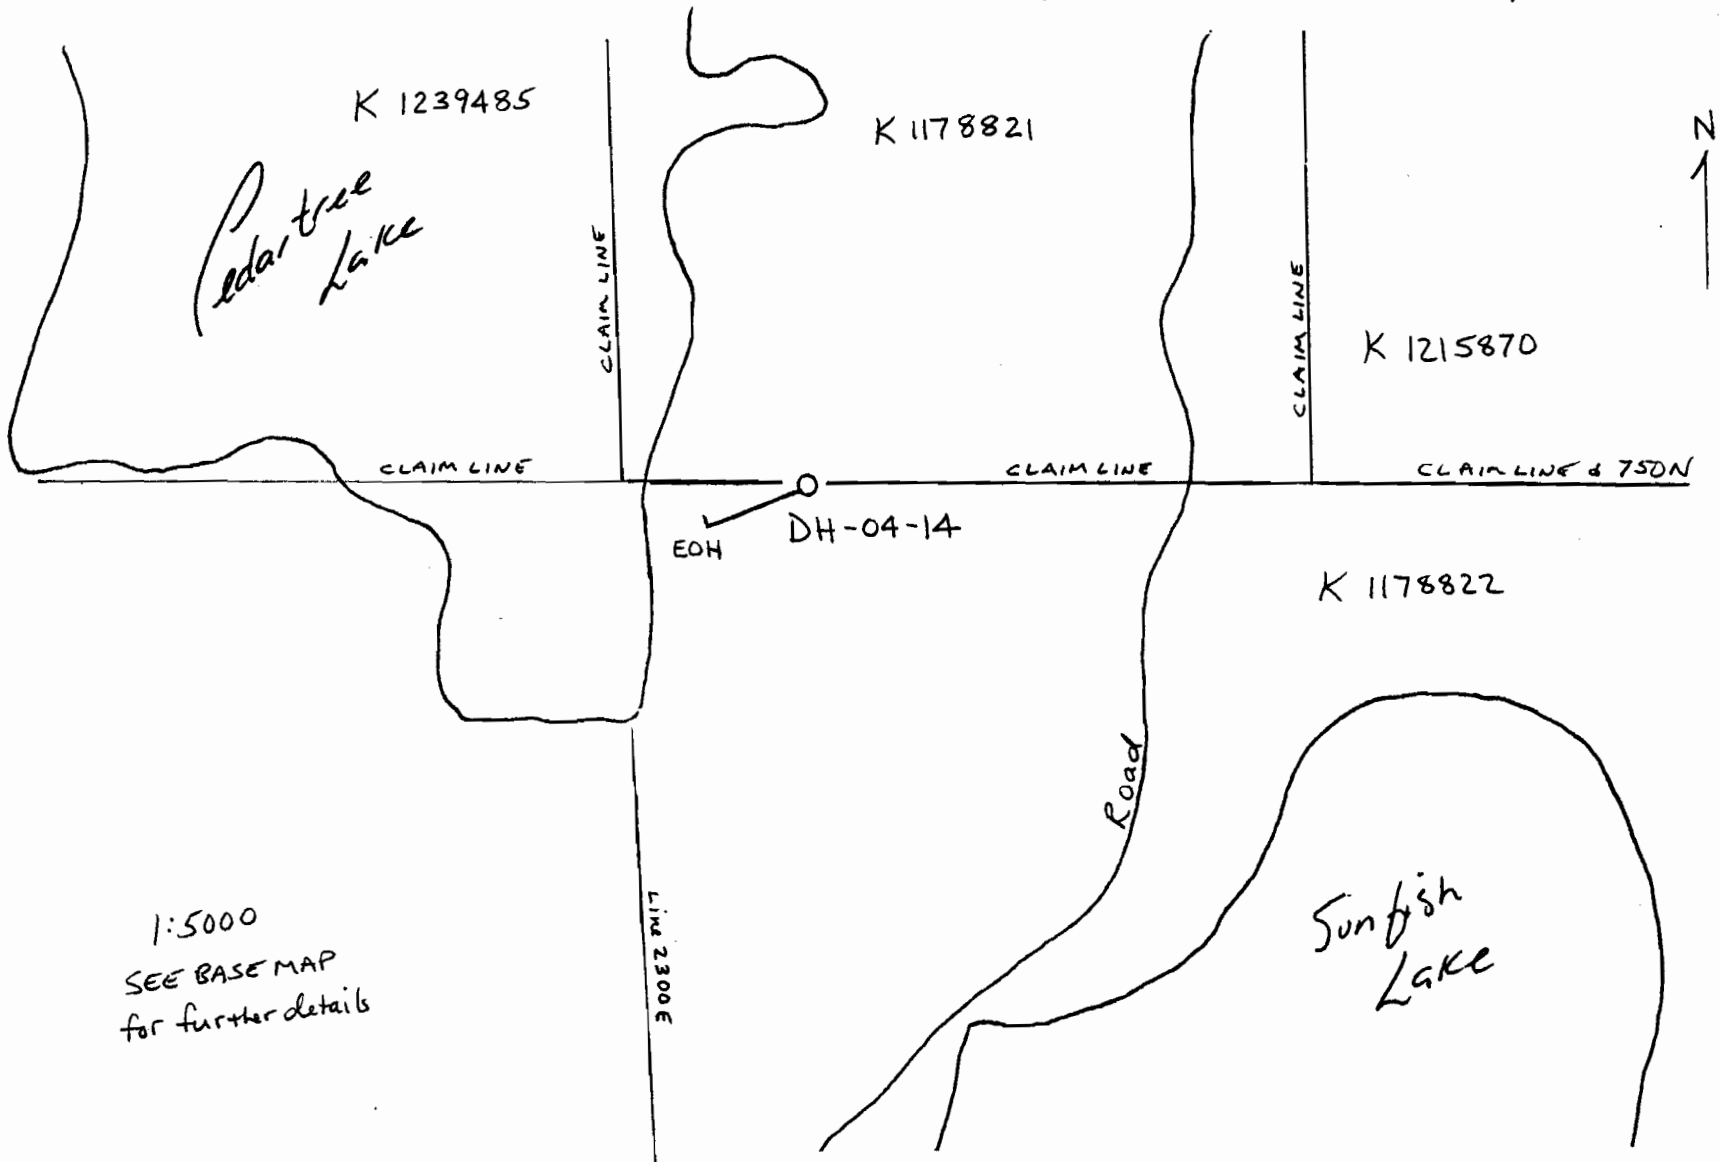 K 1239485
K 1178821
N
Cedartree
Lake
CLAIM LINE
CLAIM LINE
K 1215870
CLAIM LINE
CLAIM LINE
CLAIM LINE & 750N
EOH
DH-04-14
K 1178822
Road
Line 2300E
Sunfish
Lake
1:5000
SEE BASE MAP
for further details